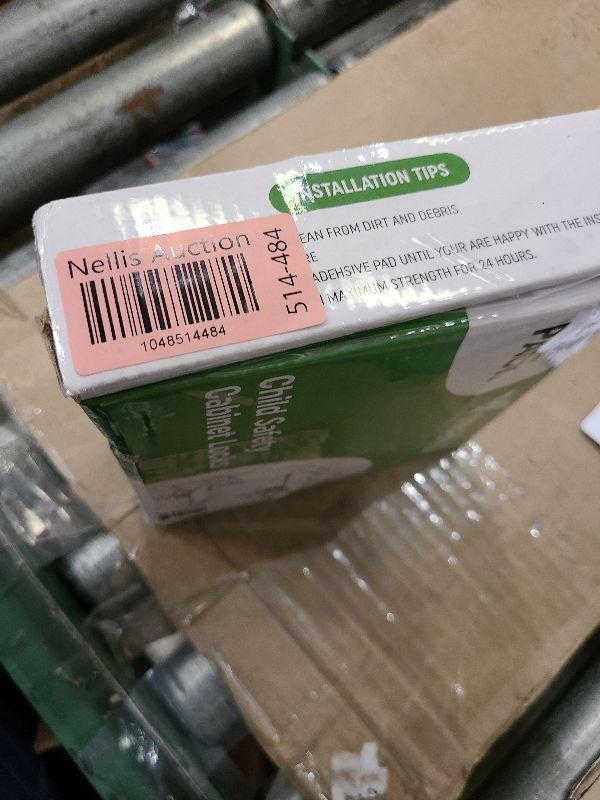 INSTALLATION TIPS
EAN FROM DIRT AND DEBRIS
RE
ADEHSIVE PAD UNTIL YOUR ARE HAPPY WITH THE INS
MAXIMUM STRENGTH FOR 24 HOURS.
Nellis Auction
1048514484
514-484
Child Safety
Cabinet Locks